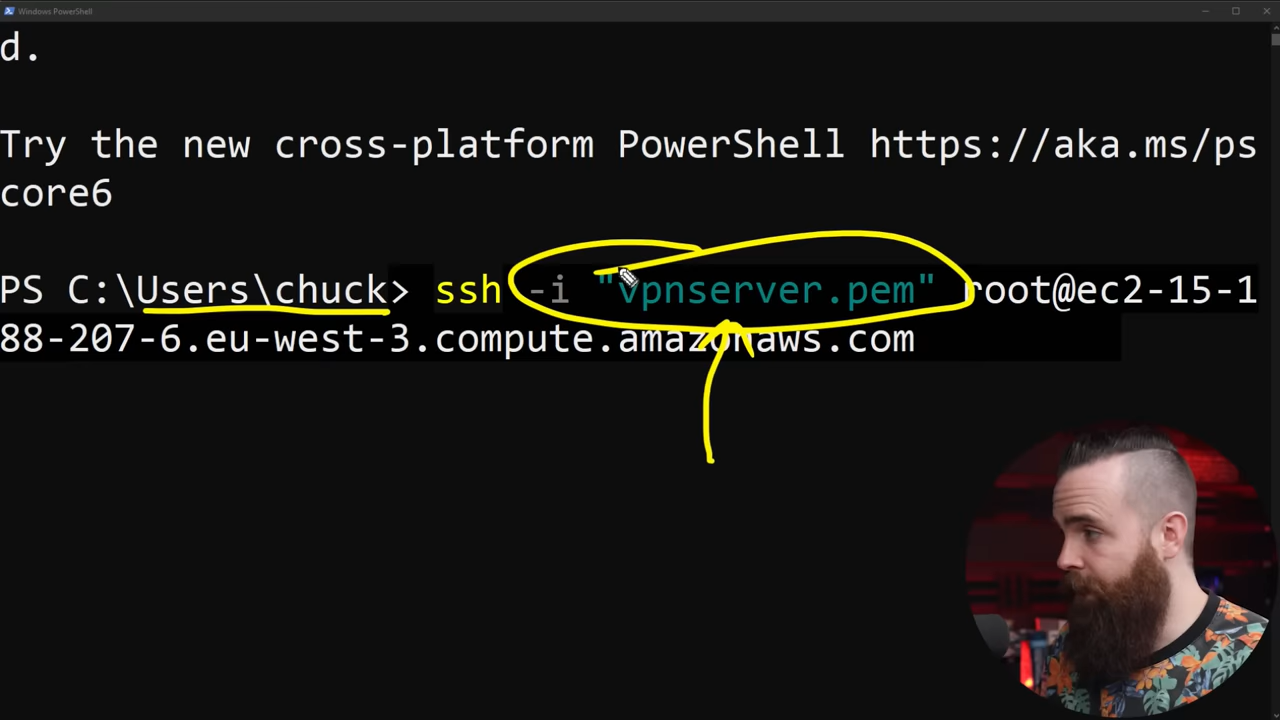 Windows PowerShell
d.
Try the new cross-platform PowerShell https://aka.ms/ps
core6
PS C:\Users\chuck> ssh -i "vpnserver.pem" root@ec2-15-1
88-207-6.eu-west-3.compute.amazonaws.com